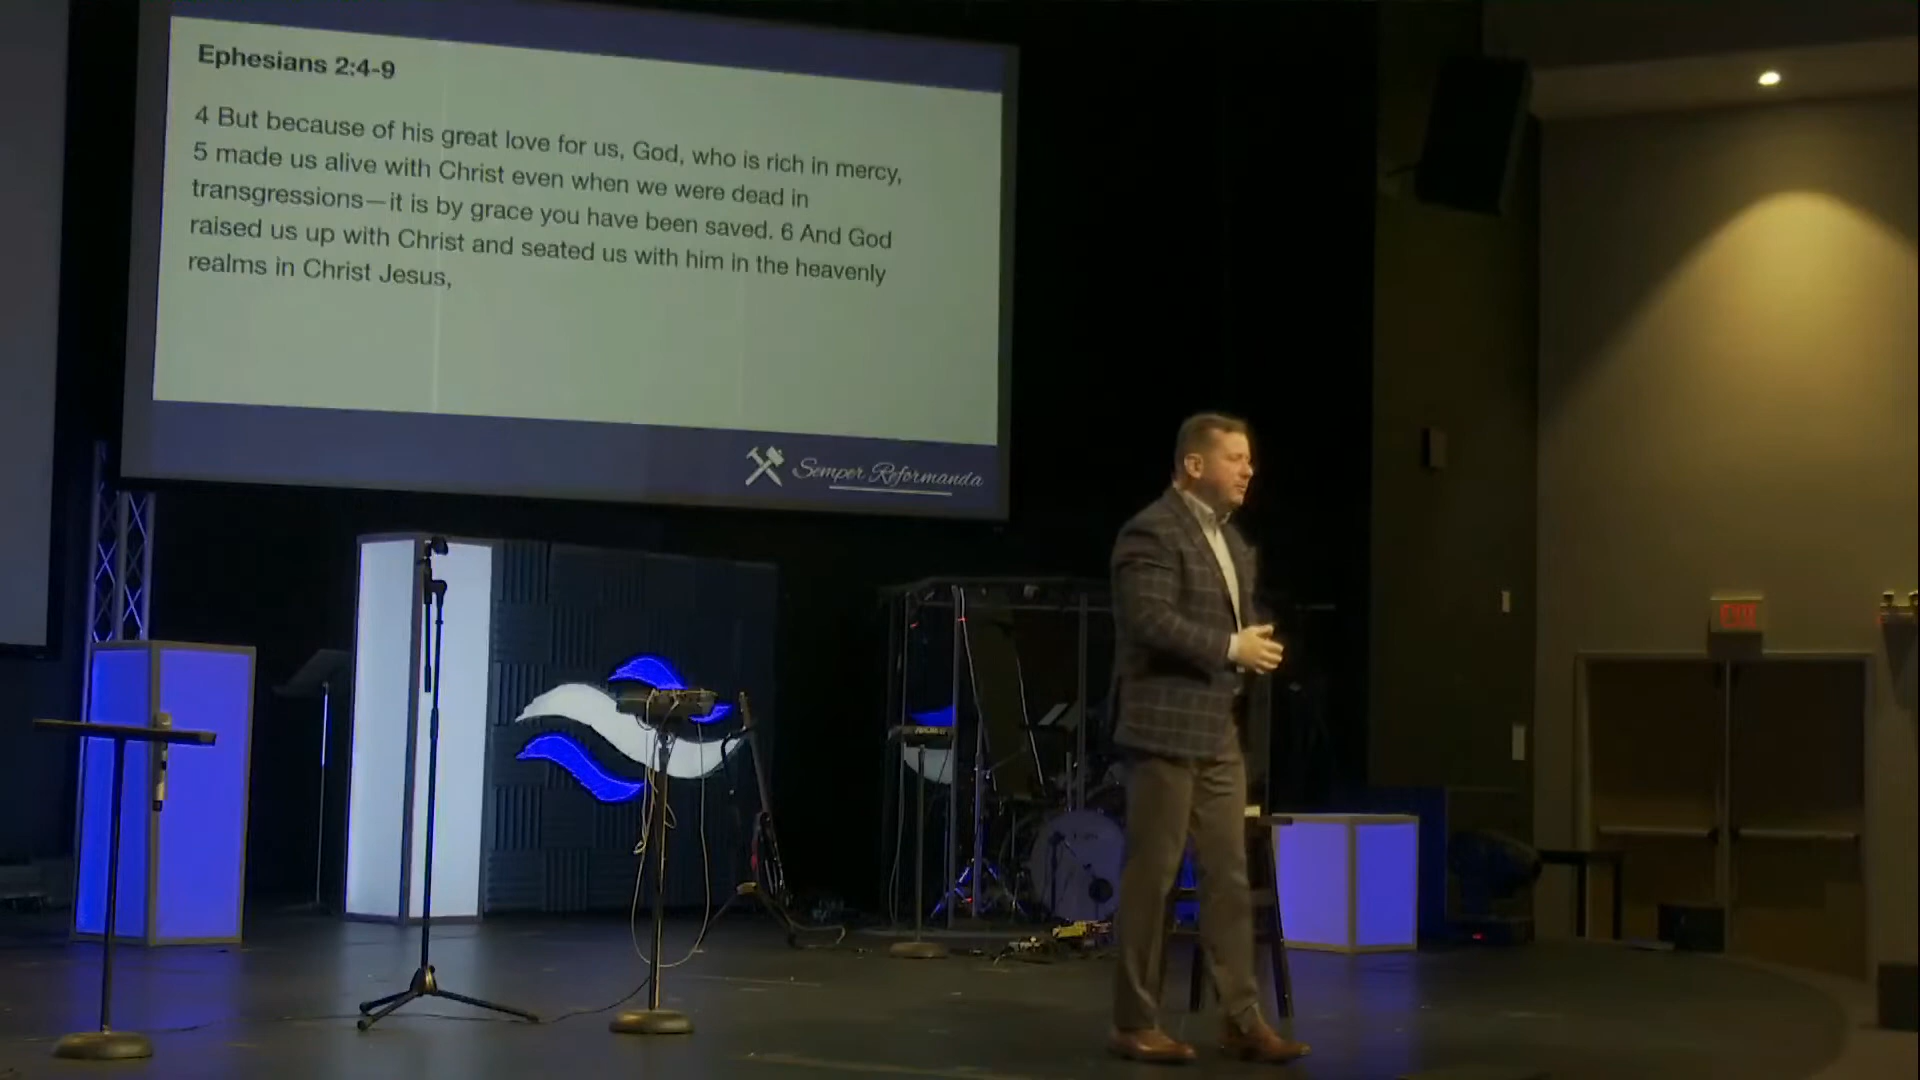 Ephesians 2:4-9
4 But because of his great love for us, God, who is rich in mercy,
5 made us alive with Christ even when we were dead in
transgressions—it is by grace you have been saved. 6 And God
raised us up with Christ and seated us with him in the heavenly
realms in Christ Jesus,
Semper Reformanda
EXIT